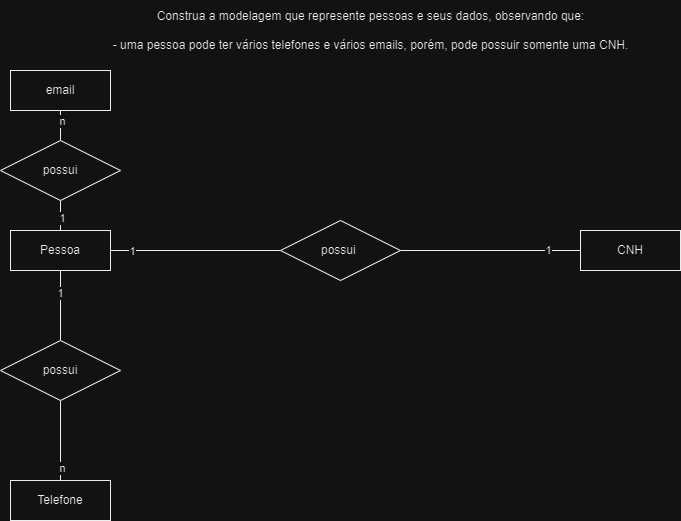 Construa a modelagem que represente pessoas e seus dados, observando que:
- uma pessoa pode ter vários telefones e vários emails, porém, pode possuir somente uma CNH.
email
n
possui
1
Pessoa
1
possui
1
CNH
1
possui
n
Telefone